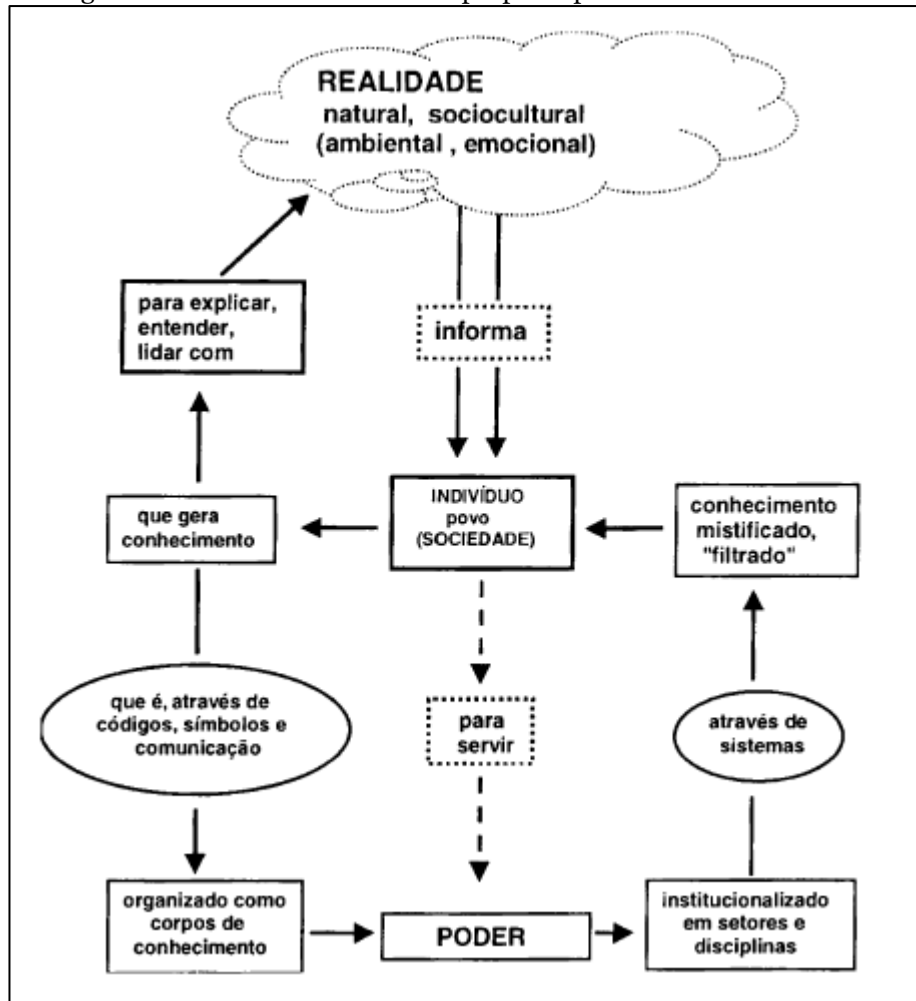 REALIDADE
natural, sociocultural
(ambiental , emocional)
para explicar,
entender,
lidar com
informa
que gera
conhecimento
INDIVÍDUO
povo
(SOCIEDADE)
conhecimento
mistificado,
"filtrado"
que é, através de
códigos, símbolos e
comunicação
para
servir
através de
sistemas
organizado como
corpos de
conhecimento
PODER
institucionalizado
em setores e
disciplinas